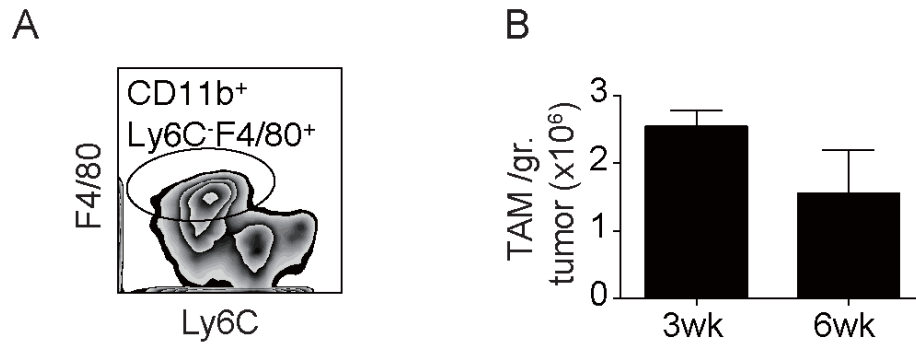 A
CD11b⁺
Ly6C⁻F4/80⁺
F4/80
Ly6C
B
TAM /gr.
tumor (x10⁶)
3
2
1
0
3wk
6wk